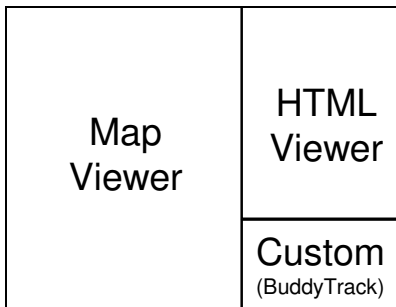 Map
Viewer
HTML
Viewer
Custom
(BuddyTrack)